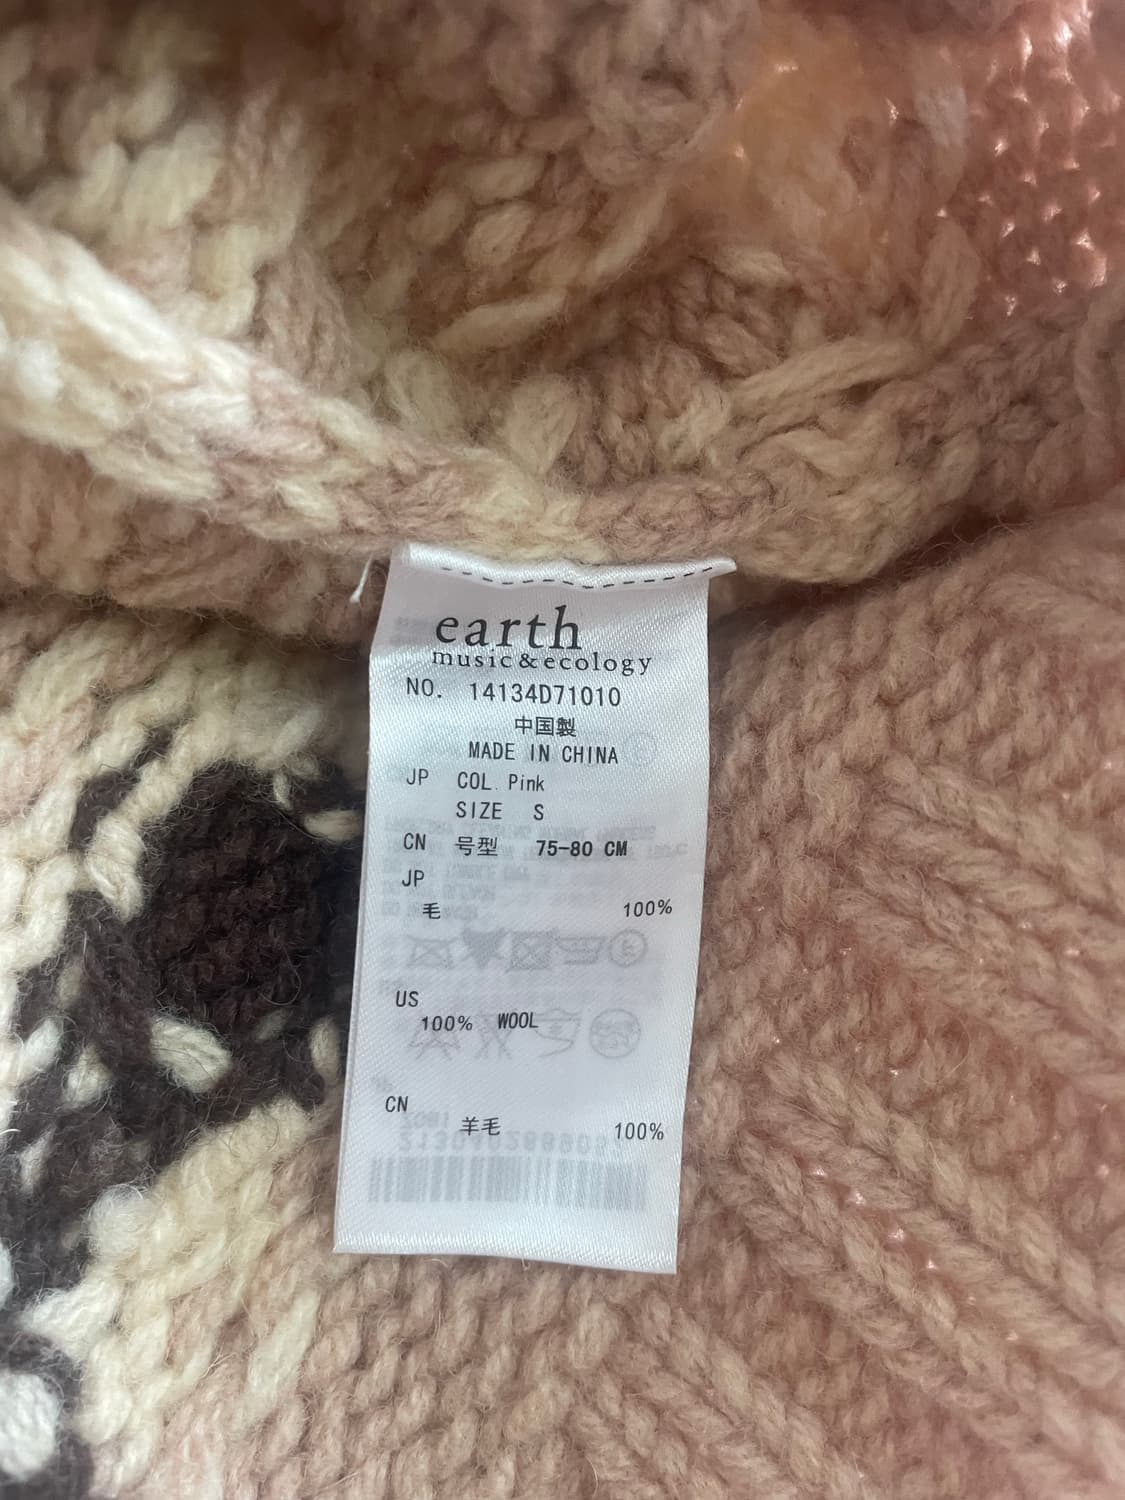 earth
music&ecology
NO. 14134D71010
中国製
MADE IN CHINA
JP COL. Pink
SIZE S
CN 号型 75-80 CM
JP
毛 100%
US
100% WOOL
CN
羊毛 100%